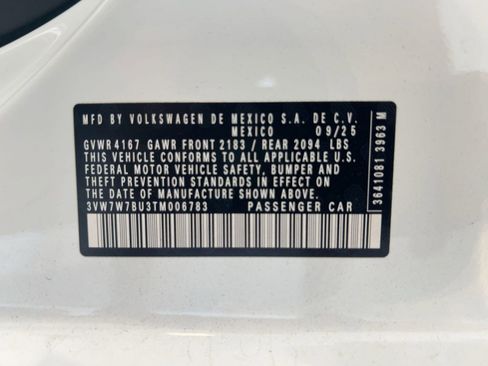 MFD BY VOLKSWAGEN DE MEXICO S.A. DE C.V.
MEXICO 09/25
GVWR 4167 GAWR FRONT 2183 / REAR 2094 LBS
THIS VEHICLE CONFORMS TO ALL APPLICABLE U.S.
FEDERAL MOTOR VEHICLE SAFETY, BUMPER AND
THEFT PREVENTION STANDARDS IN EFFECT ON THE
DATE OF MANUFACTURE SHOWN ABOVE.
3VW7W7BU3TM006783 PASSENGER CAR
3641081 3963 M